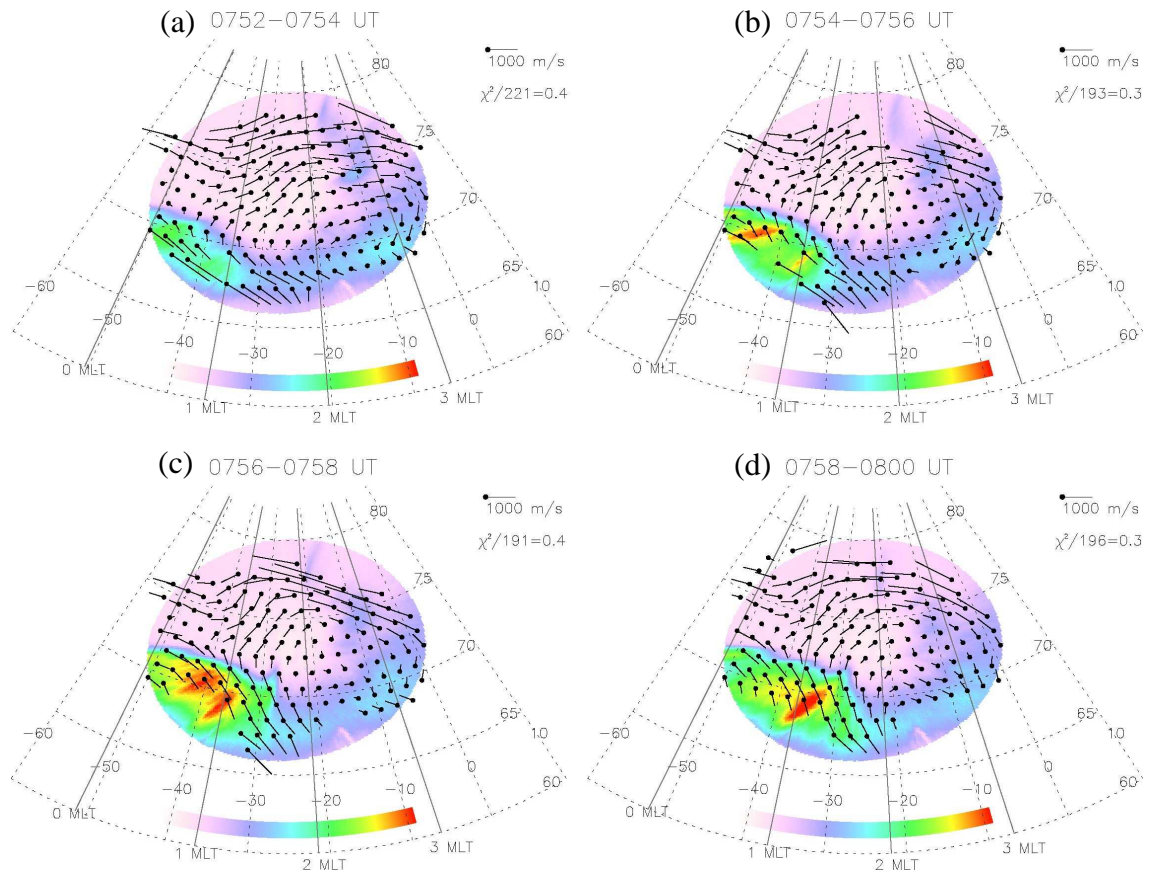 (a) 0752−0754 UT
1000 m/s
χ²/221=0.4
80
75
70
65
60
−60
−50
−40
−30
−20
−10
0
10
0 MLT
1 MLT
2 MLT
3 MLT
(b) 0754−0756 UT
1000 m/s
χ²/193=0.3
80
75
70
65
60
−60
−50
−40
−30
−20
−10
0
10
0 MLT
1 MLT
2 MLT
3 MLT
(c) 0756−0758 UT
1000 m/s
χ²/191=0.4
80
75
70
65
60
−60
−50
−40
−30
−20
−10
0
10
0 MLT
1 MLT
2 MLT
3 MLT
(d) 0758−0800 UT
1000 m/s
χ²/196=0.3
80
75
70
65
60
−60
−50
−40
−30
−20
−10
0
10
0 MLT
1 MLT
2 MLT
3 MLT